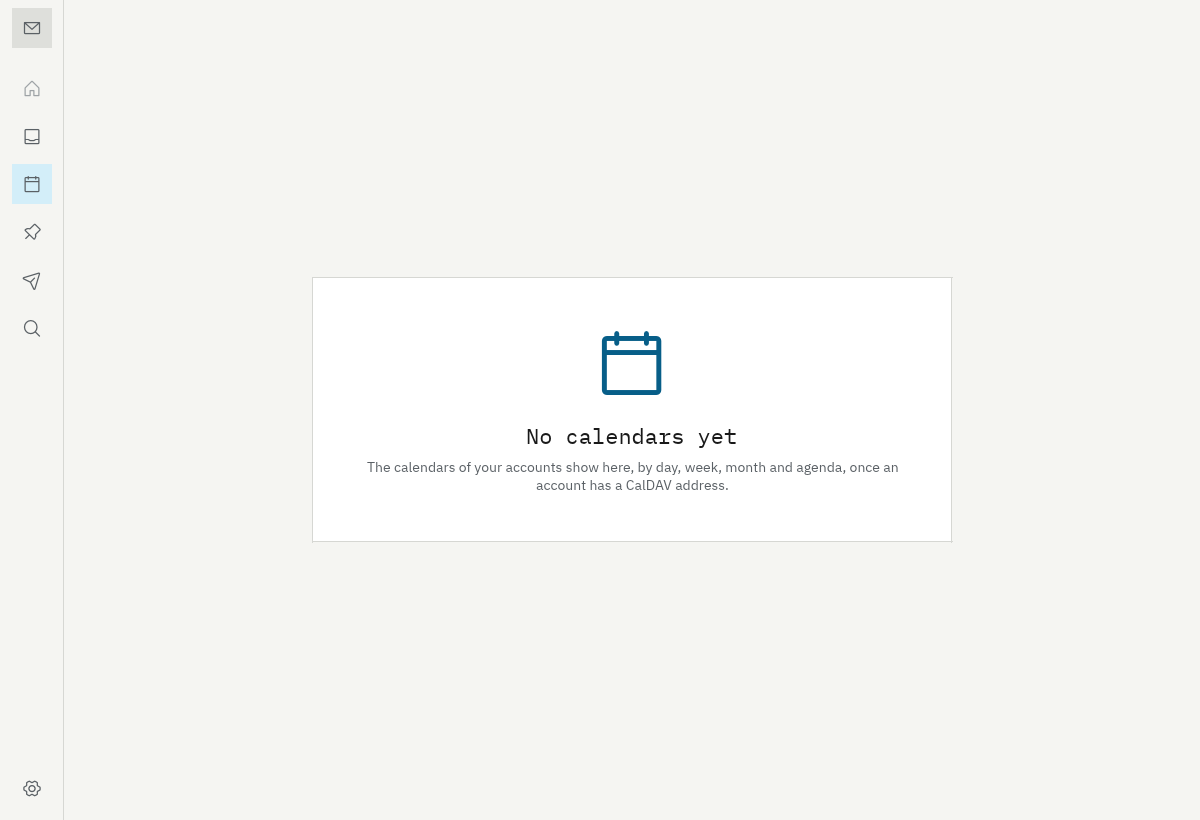 No calendars yet
The calendars of your accounts show here, by day, week, month and agenda, once an
account has a CalDAV address.